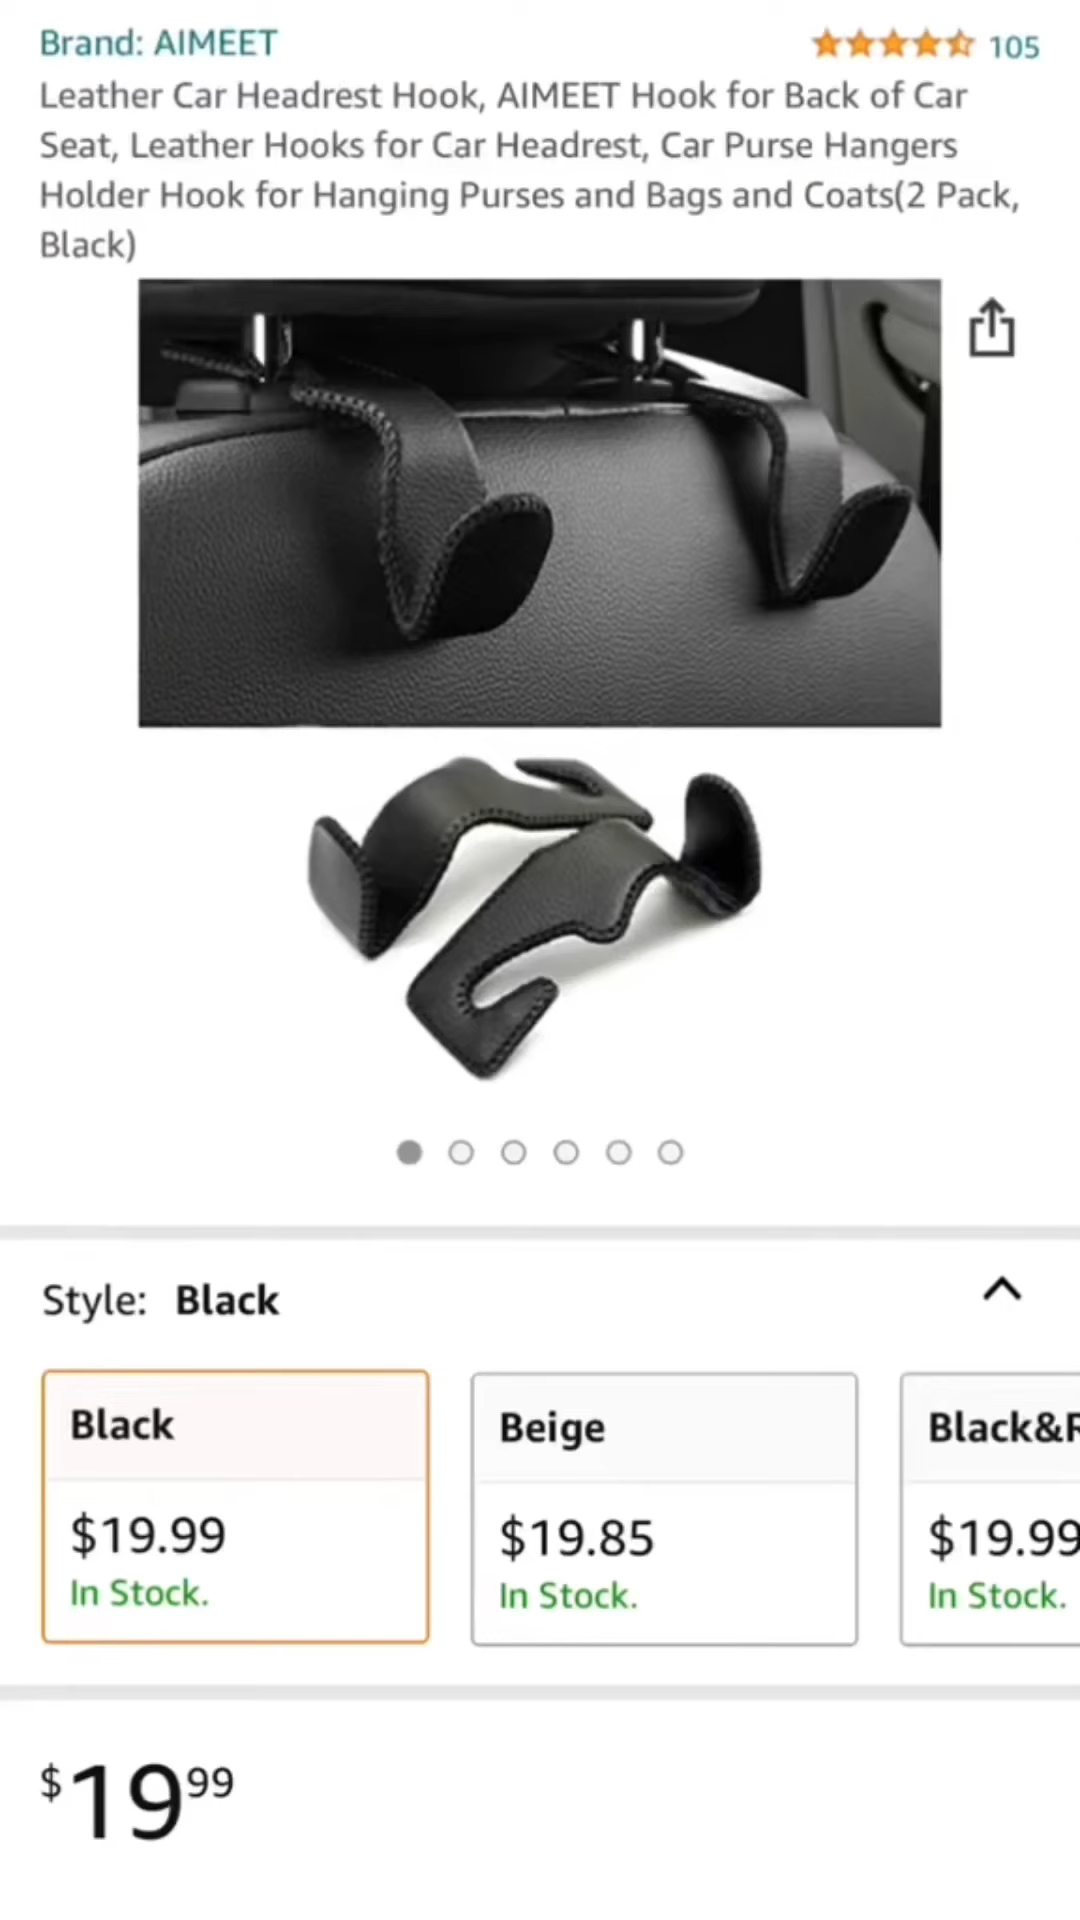 Brand: AIMEET
105
Leather Car Headrest Hook, AIMEET Hook for Back of Car
Seat, Leather Hooks for Car Headrest, Car Purse Hangers
Holder Hook for Hanging Purses and Bags and Coats(2 Pack,
Black)
Style: Black
Black
$19.99
In Stock.
Beige
$19.85
In Stock.
Black&R
$19.99
In Stock.
$19 99